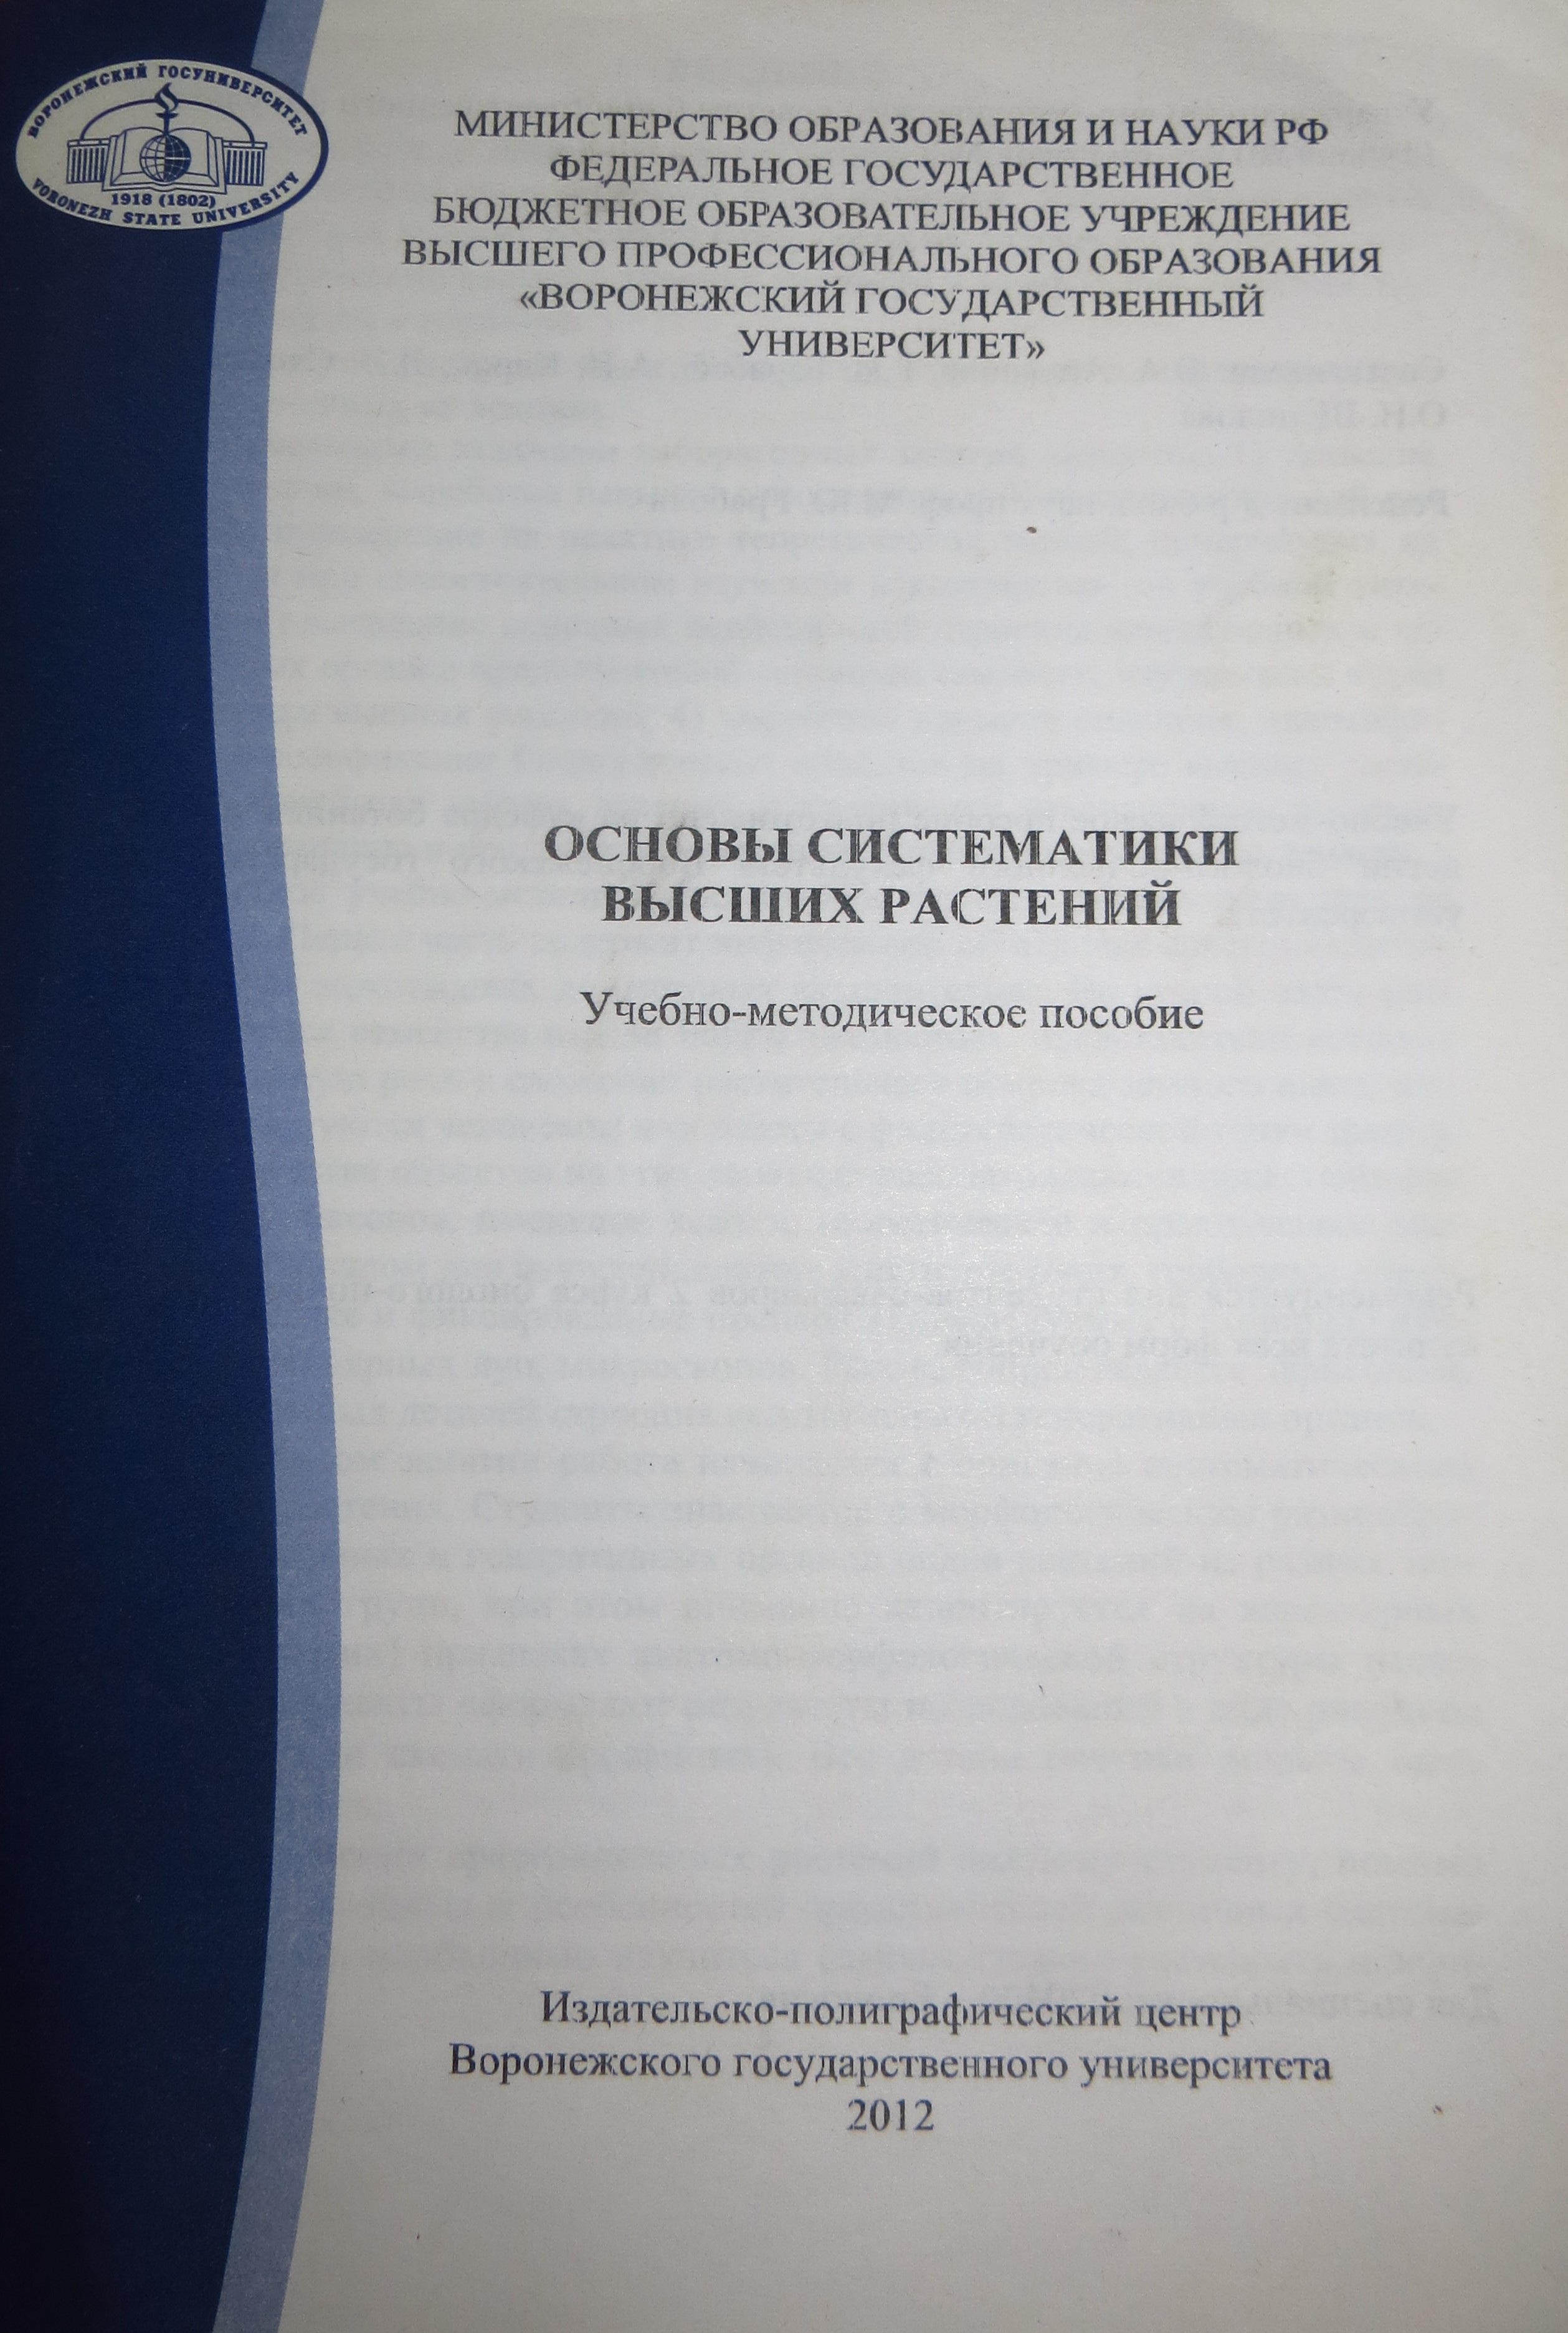 ВОРОНЕЖСКИЙ ГОСУНИВЕРСИТЕТ
1918 (1802)
VORONEZH STATE UNIVERSITY
МИНИСТЕРСТВО ОБРАЗОВАНИЯ И НАУКИ РФ
ФЕДЕРАЛЬНОЕ ГОСУДАРСТВЕННОЕ
БЮДЖЕТНОЕ ОБРАЗОВАТЕЛЬНОЕ УЧРЕЖДЕНИЕ
ВЫСШЕГО ПРОФЕССИОНАЛЬНОГО ОБРАЗОВАНИЯ
«ВОРОНЕЖСКИЙ ГОСУДАРСТВЕННЫЙ
УНИВЕРСИТЕТ»
ОСНОВЫ СИСТЕМАТИКИ
ВЫСШИХ РАСТЕНИЙ
Учебно-методическое пособие
Издательско-полиграфический центр
Воронежского государственного университета
2012